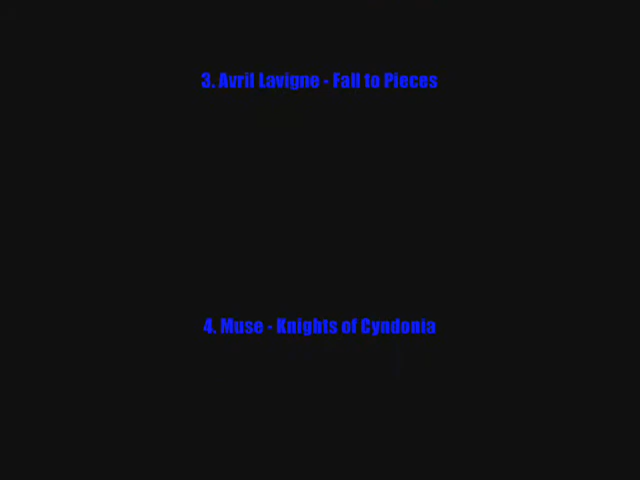 3. Avril Lavigne - Fall to Pieces
4. Muse - Knights of Cyndonia